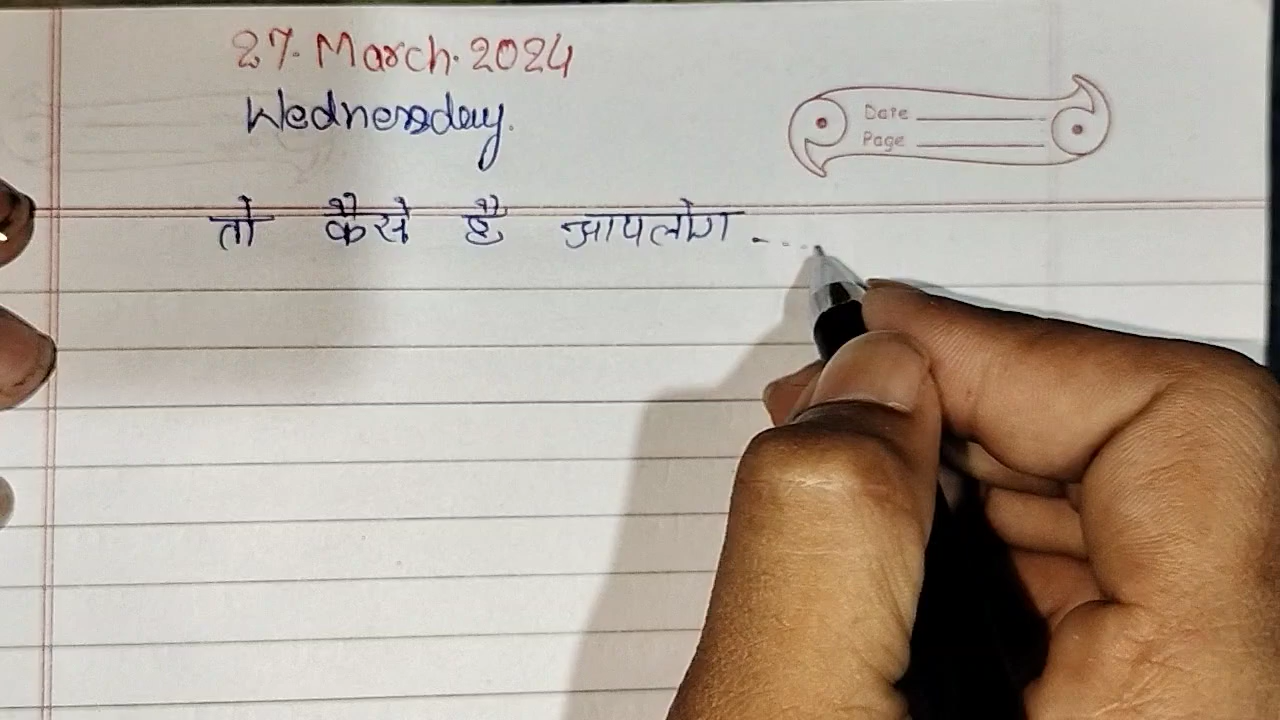 27. March. 2024
Wednesday.
Date
Page
तो कैसे है आपलोग ....